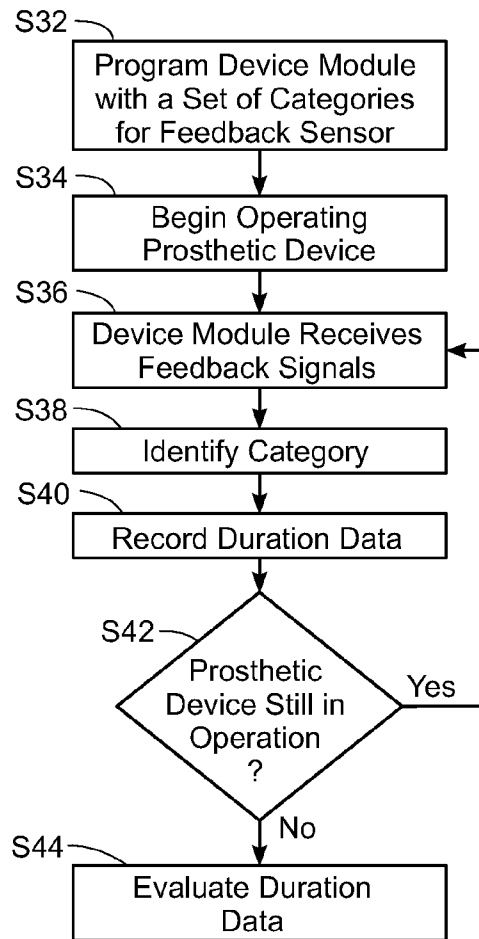 S32
Program Device Module
with a Set of Categories
for Feedback Sensor
S34
Begin Operating
Prosthetic Device
S36
Device Module Receives
Feedback Signals
S38
Identify Category
S40
Record Duration Data
S42
Prosthetic
Device Still in
Operation
?
Yes
No
S44
Evaluate Duration
Data